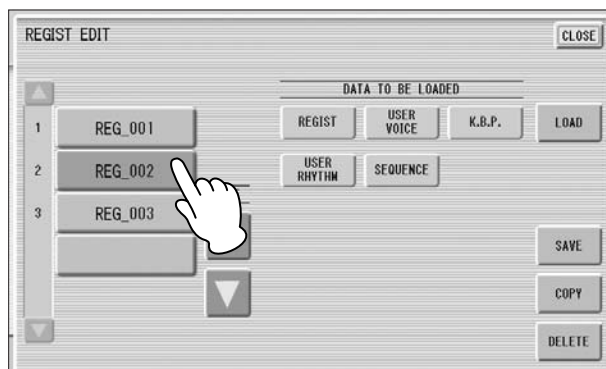 REGIST EDIT
CLOSE
DATA TO BE LOADED
REGIST
USER
VOICE
K.B.P.
LOAD
1 REG_001
2 REG_002
3 REG_003
USER
RHYTHM
SEQUENCE
SAVE
COPY
DELETE